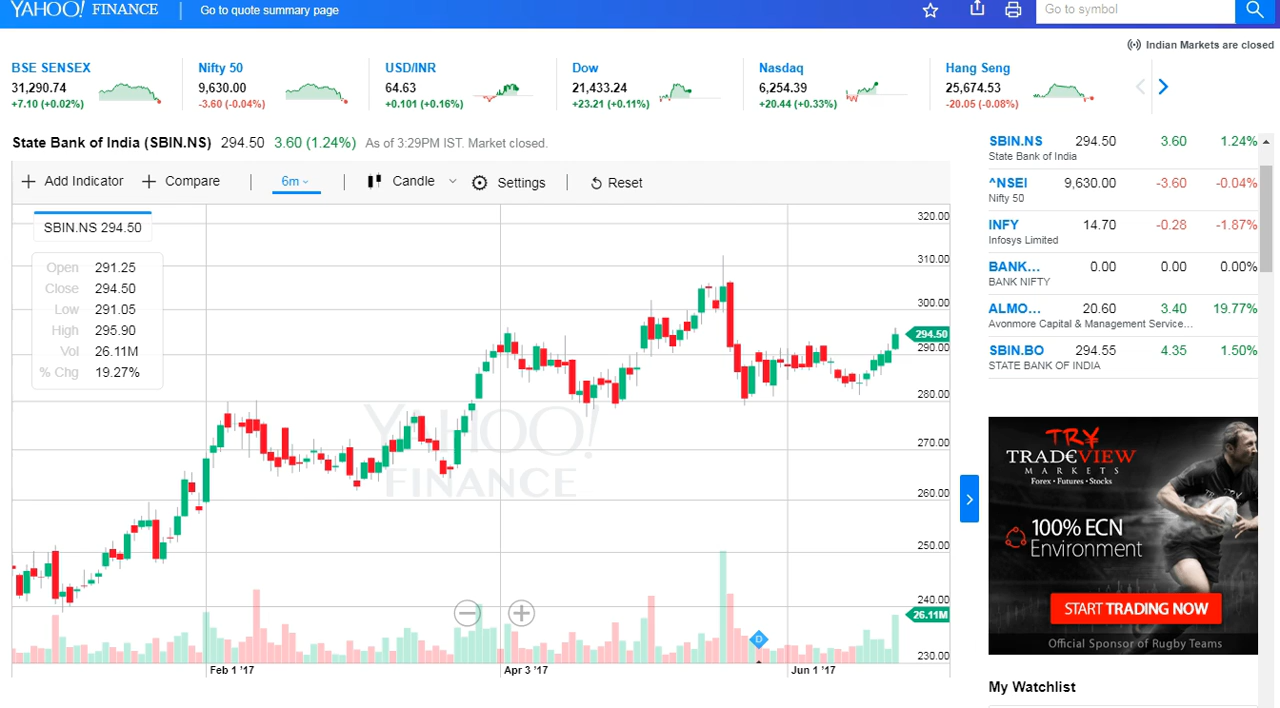 YAHOO! FINANCE
Go to quote summary page
Go to symbol
Indian Markets are closed
BSE SENSEX
31,290.74
+7.10 (+0.02%)
Nifty 50
9,630.00
-3.60 (-0.04%)
USD/INR
64.63
+0.101 (+0.16%)
Dow
21,433.24
+23.21 (+0.11%)
Nasdaq
6,254.39
+20.44 (+0.33%)
Hang Seng
25,674.53
-20.05 (-0.08%)
State Bank of India (SBIN.NS) 294.50 3.60 (1.24%) As of 3:29PM IST. Market closed.
Add Indicator Compare 6m Candle Settings Reset
SBIN.NS 294.50
Open 291.25
Close 294.50
Low 291.05
High 295.90
Vol 26.11M
% Chg 19.27%
320.00
310.00
300.00
294.50
290.00
280.00
270.00
260.00
250.00
240.00
26.11M
230.00
YAHOO!
FINANCE
D
Feb 1 '17 Apr 3 '17 Jun 1 '17
SBIN.NS 294.50 3.60 1.24%
State Bank of India
^NSEI 9,630.00 -3.60 -0.04%
Nifty 50
INFY 14.70 -0.28 -1.87%
Infosys Limited
BANK... 0.00 0.00 0.00%
BANK NIFTY
ALMO... 20.60 3.40 19.77%
Avonmore Capital & Management Service...
SBIN.BO 294.55 4.35 1.50%
STATE BANK OF INDIA
TR¥
TRAD€VIEW
MARKETS
Forex • Futures • Stocks
100% ECN
Environment
START TRADING NOW
Official Sponsor of Rugby Teams
My Watchlist